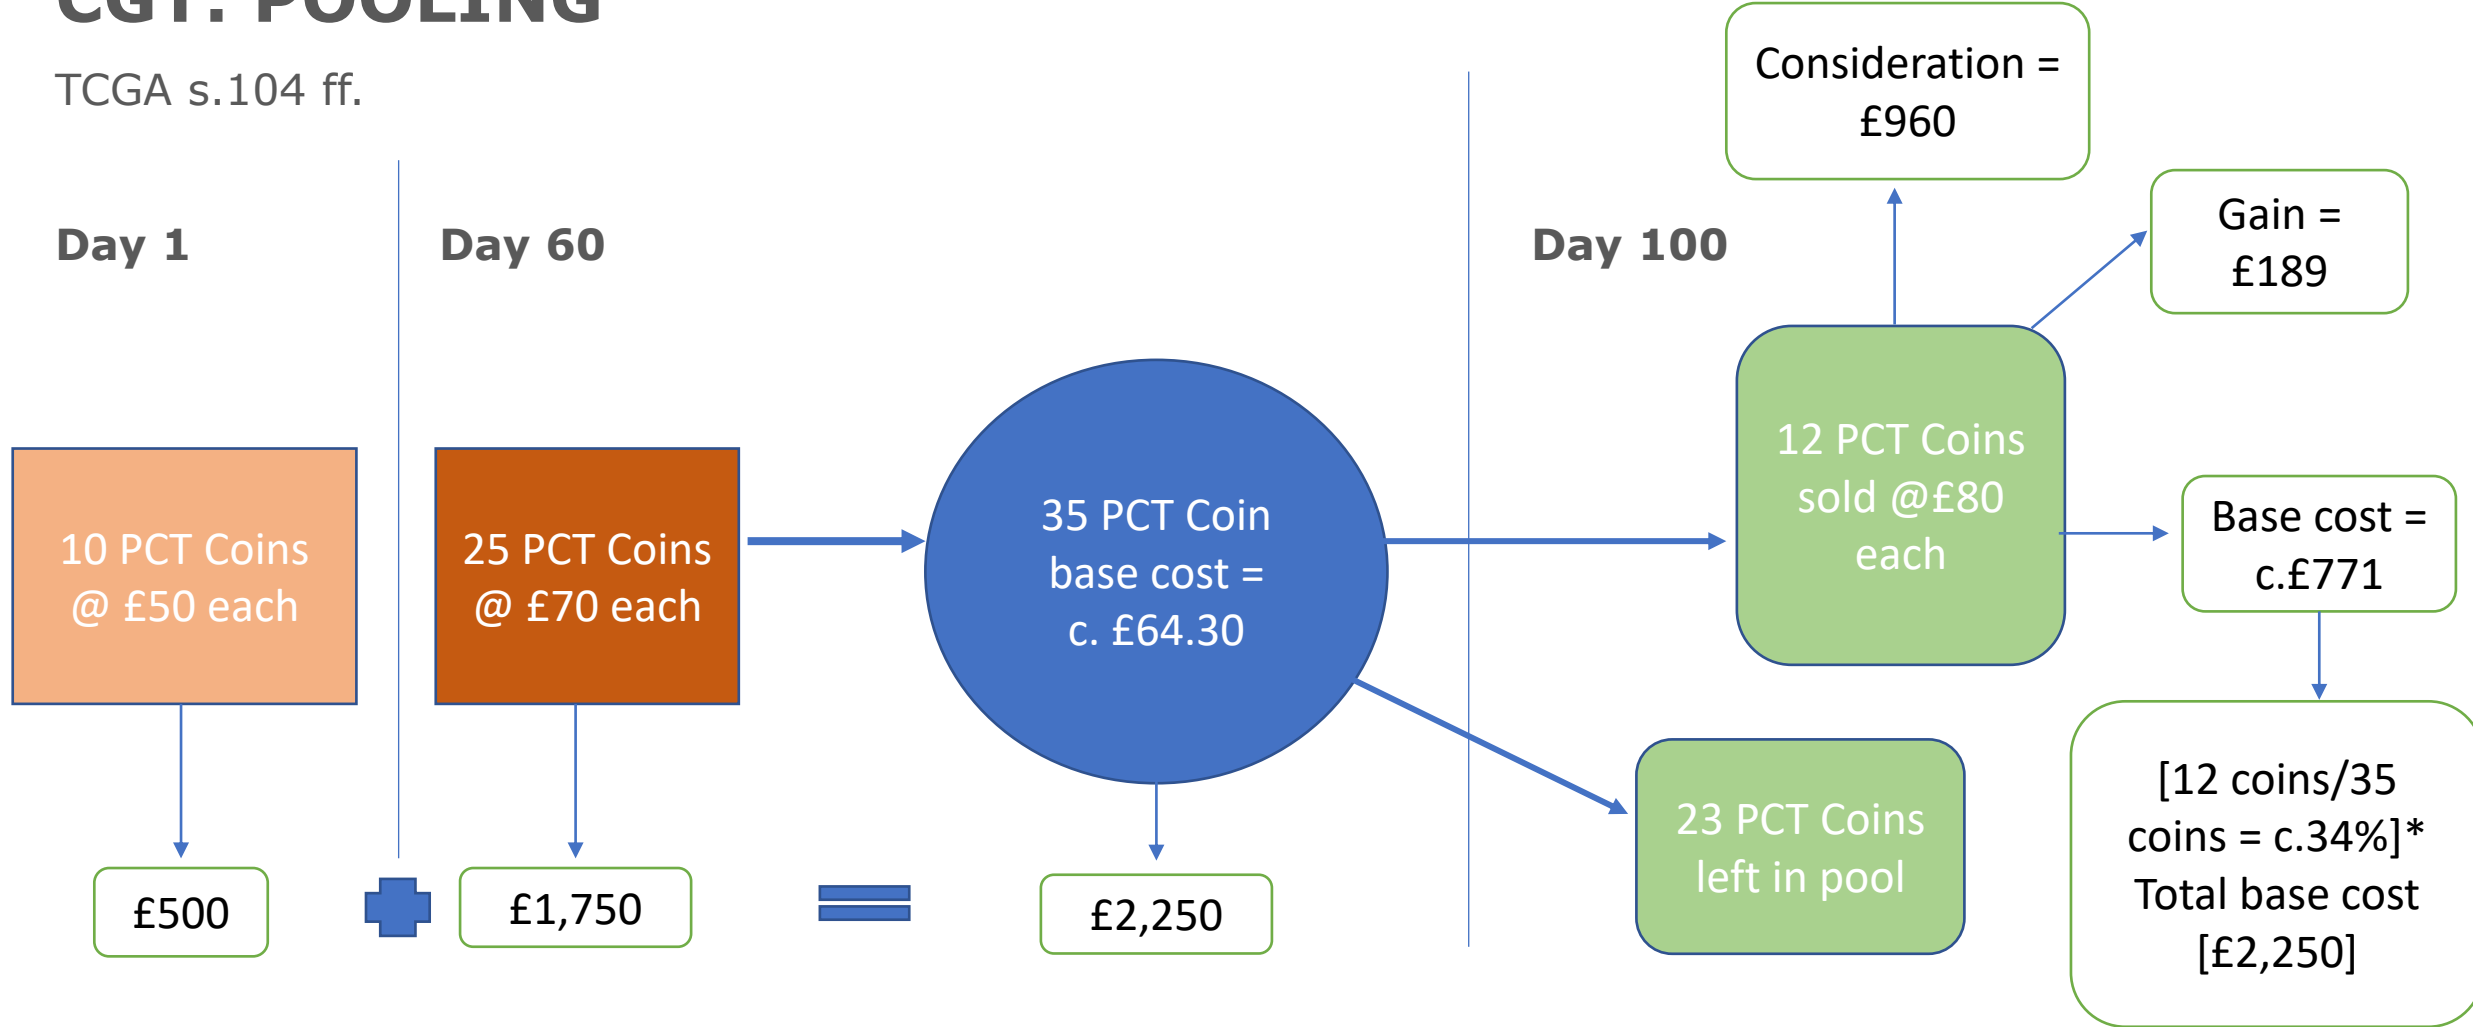 CGT: POOLING
TCGA s.104 ff.
Day 1
Day 60
Day 100
10 PCT Coins
@ £50 each
25 PCT Coins
@ £70 each
35 PCT Coin
base cost =
c. £64.30
12 PCT Coins
sold @£80
each
Consideration =
£960
Gain =
£189
Base cost =
c.£771
[12 coins/35
coins = c.34%]*
Total base cost
[£2,250]
23 PCT Coins
left in pool
£500
£1,750
£2,250